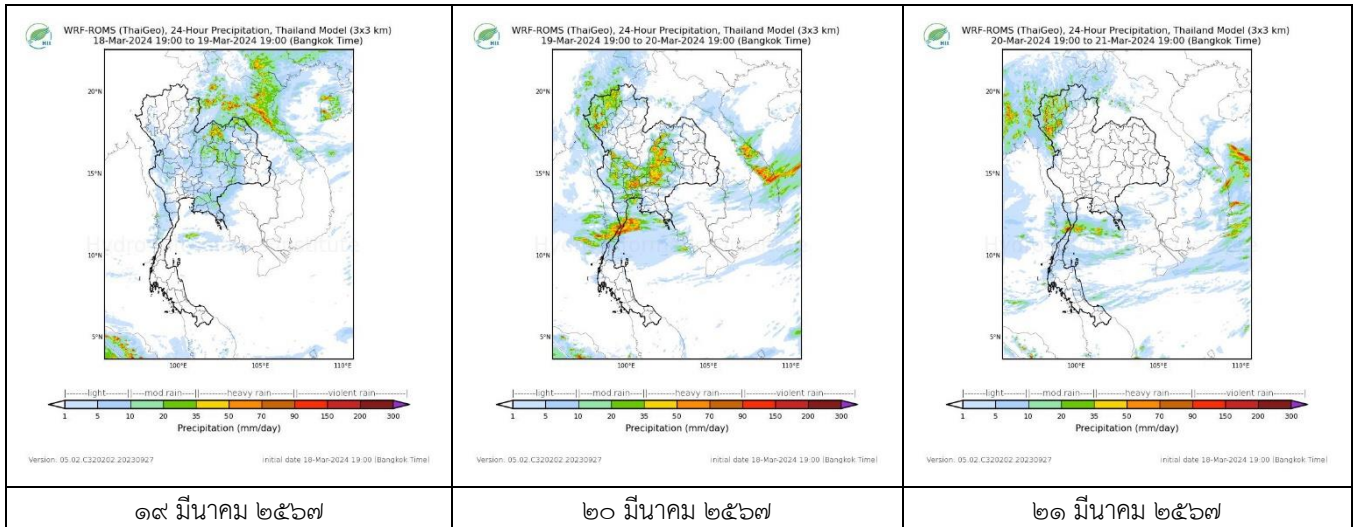 HII
WRF-ROMS (ThaiGeo), 24-Hour Precipitation, Thailand Model (3x3 km)
18-Mar-2024 19:00 to 19-Mar-2024 19:00 (Bangkok Time)
20°N
15°N
10°N
5°N
100°E
105°E
110°E
light
mod rain
heavy rain
violent rain
1 5 10 20 35 50 70 90 150 200 300
Precipitation (mm/day)
Version: 05.02.C320202.20230927
initial date 18-Mar-2024 19:00 (Bangkok Time)
๑๙ มีนาคม ๒๕๖๗
HII
WRF-ROMS (ThaiGeo), 24-Hour Precipitation, Thailand Model (3x3 km)
19-Mar-2024 19:00 to 20-Mar-2024 19:00 (Bangkok Time)
20°N
15°N
10°N
5°N
100°E
105°E
110°E
light
mod rain
heavy rain
violent rain
1 5 10 20 35 50 70 90 150 200 300
Precipitation (mm/day)
Version: 05.02.C320202.20230927
initial date 18-Mar-2024 19:00 (Bangkok Time)
๒๐ มีนาคม ๒๕๖๗
HII
WRF-ROMS (ThaiGeo), 24-Hour Precipitation, Thailand Model (3x3 km)
20-Mar-2024 19:00 to 21-Mar-2024 19:00 (Bangkok Time)
20°N
15°N
10°N
5°N
100°E
105°E
110°E
light
mod rain
heavy rain
violent rain
1 5 10 20 35 50 70 90 150 200 300
Precipitation (mm/day)
Version: 05.02.C320202.20230927
initial date 18-Mar-2024 19:00 (Bangkok Time)
๒๑ มีนาคม ๒๕๖๗